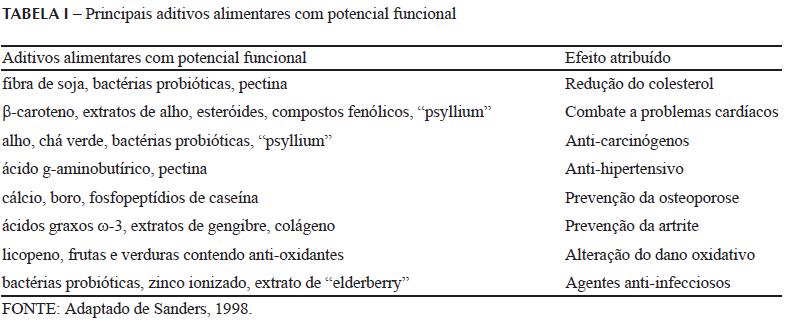 TABELA I – Principais aditivos alimentares com potencial funcional
Aditivos alimentares com potencial funcional Efeito atribuído
fibra de soja, bactérias probióticas, pectina Redução do colesterol
β-caroteno, extratos de alho, esteróides, compostos fenólicos, “psyllium” Combate a problemas cardíacos
alho, chá verde, bactérias probióticas, “psyllium” Anti-carcinógenos
ácido g-aminobutírico, pectina Anti-hipertensivo
cálcio, boro, fosfopeptídios de caseína Prevenção da osteoporose
ácidos graxos ω-3, extratos de gengibre, colágeno Prevenção da artrite
licopeno, frutas e verduras contendo anti-oxidantes Alteração do dano oxidativo
bactérias probióticas, zinco ionizado, extrato de “elderberry” Agentes anti-infecciosos
FONTE: Adaptado de Sanders, 1998.